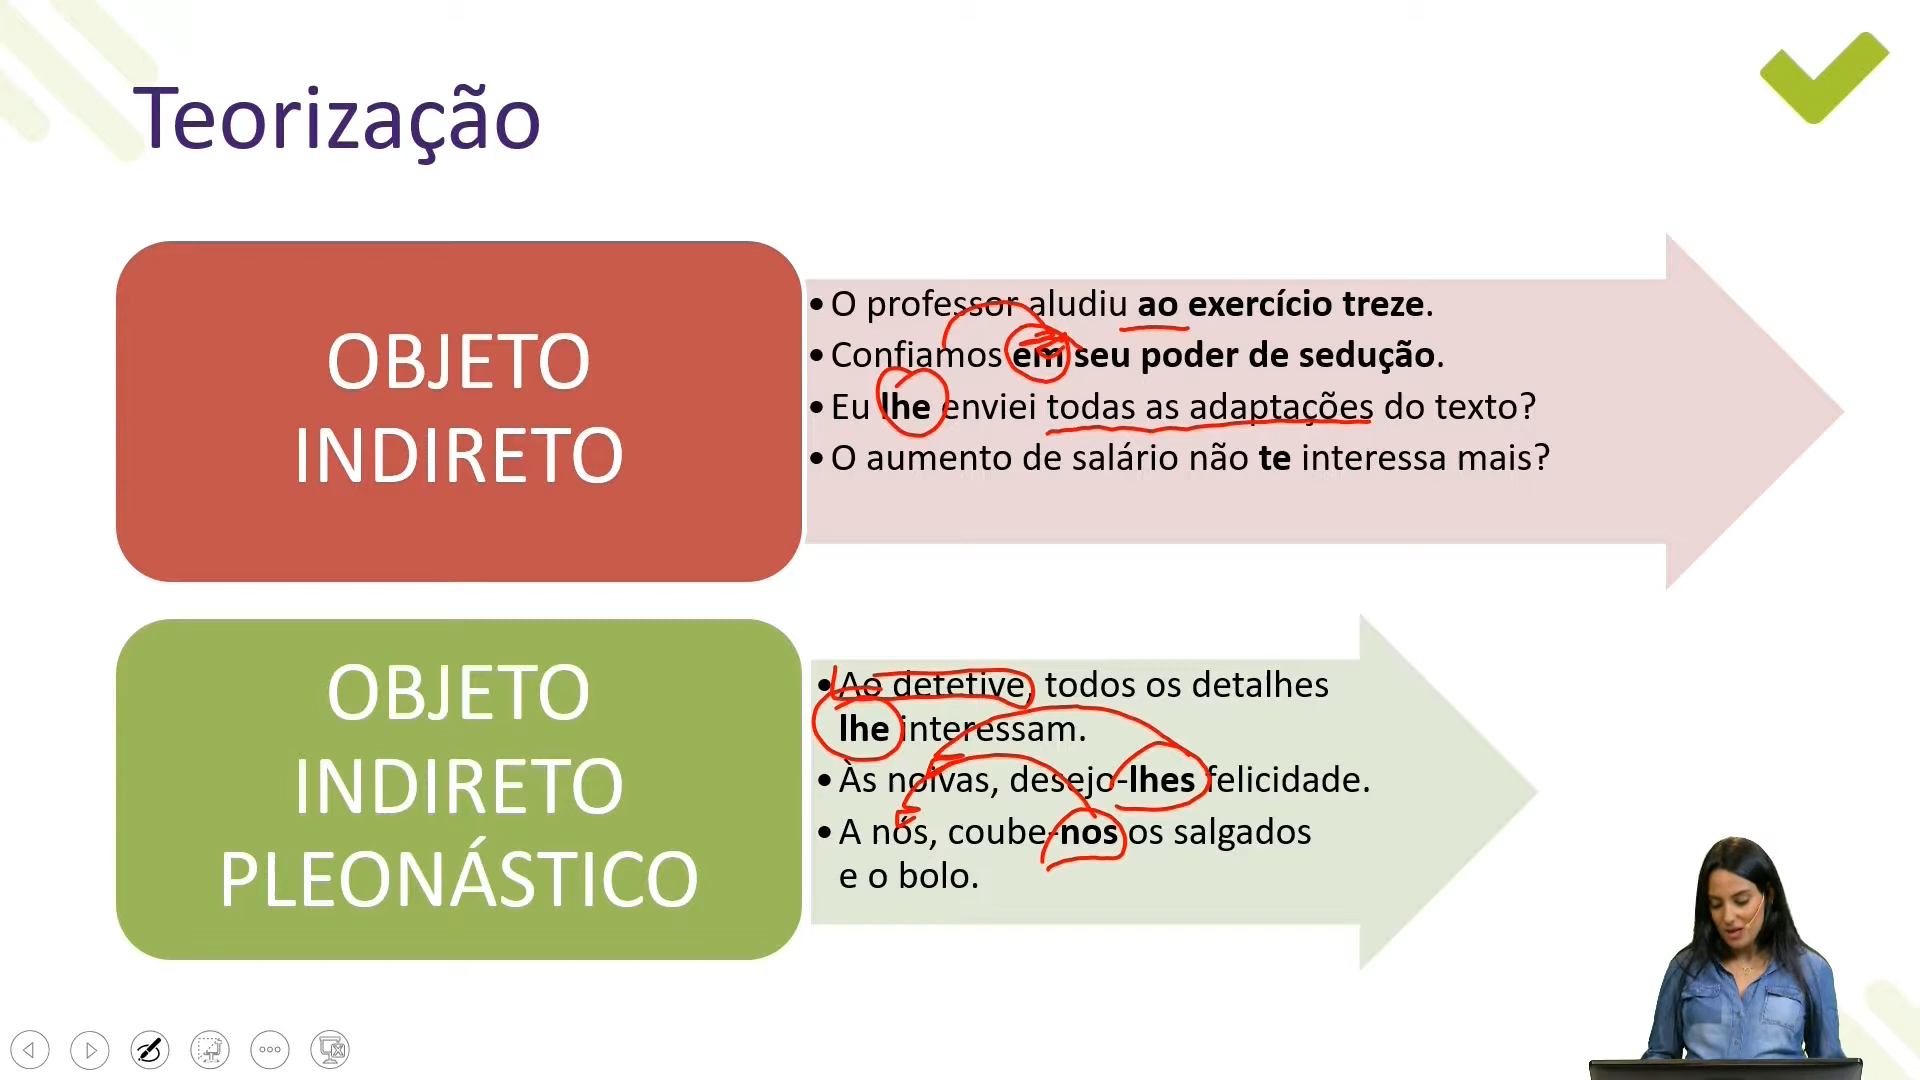 Teorização
OBJETO
INDIRETO
• O professor aludiu ao exercício treze.
• Confiamos em seu poder de sedução.
• Eu lhe enviei todas as adaptações do texto?
• O aumento de salário não te interessa mais?
OBJETO
INDIRETO
PLEONÁSTICO
• Ao detetive, todos os detalhes
lhe interessam.
• Às noivas, desejo-lhes felicidade.
• A nós, coube-nos os salgados
e o bolo.